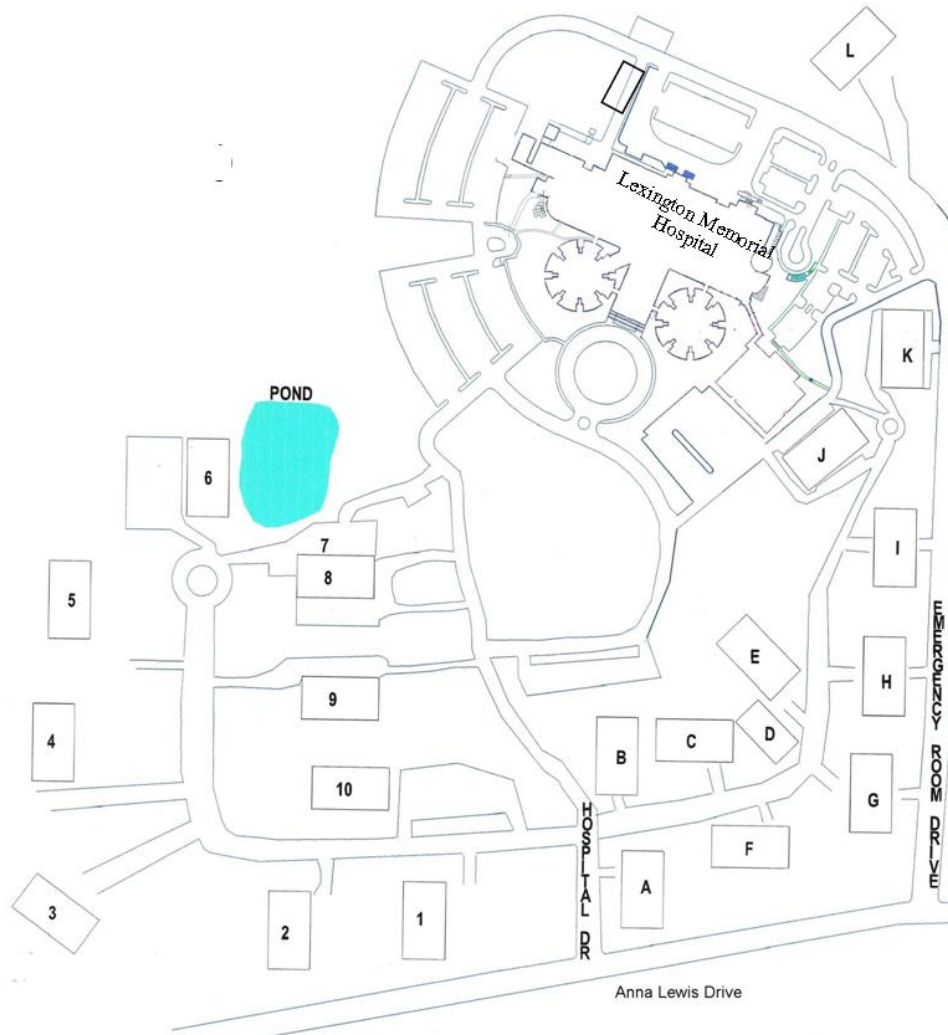 L
Lexington Memorial
Hospital
K
POND
J
6
7
I
8
5
E
H
9
4
B
C
D
10
G
F
A
3
1
2
HOSPITAL DR
EMERGENCY ROOM DRIVE
Anna Lewis Drive